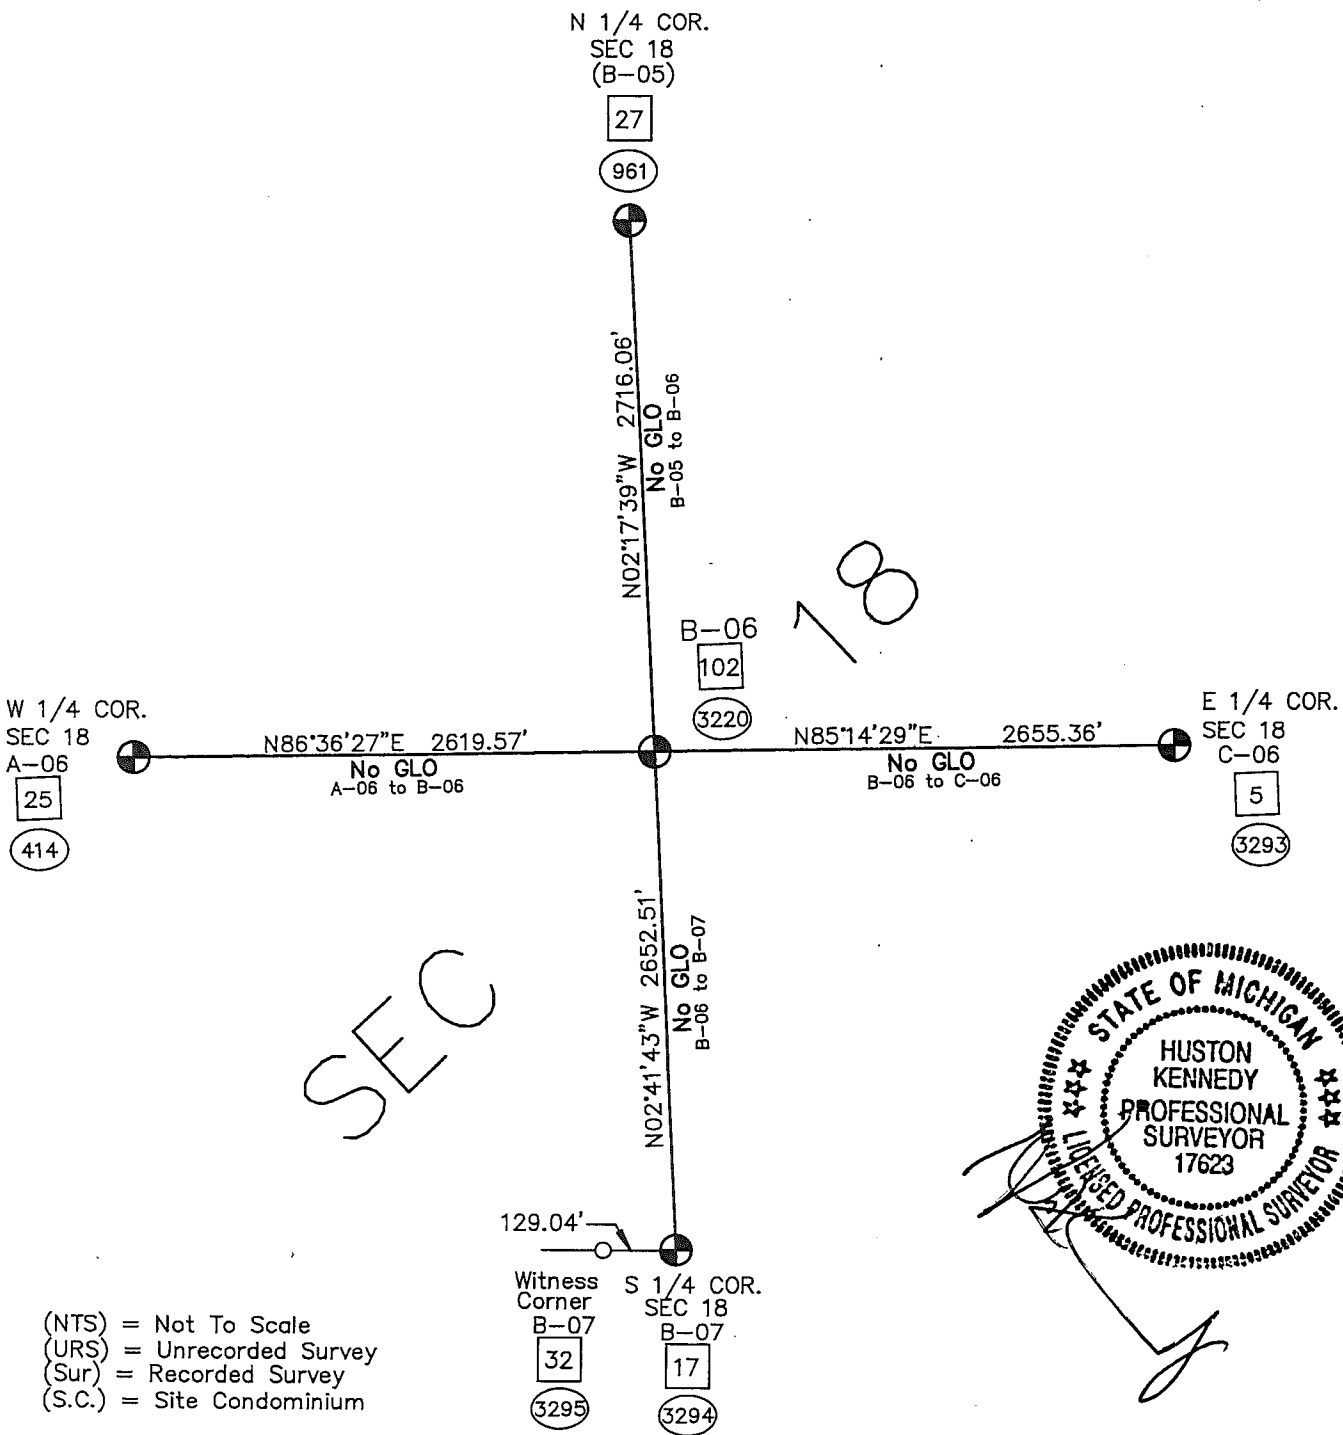 N 1/4 COR.
SEC 18
(B-05)
27
961
N02°17'39"W 2716.06'
No GLO
B-05 to B-06
18
B-06
102
3220
W 1/4 COR.
SEC 18
A-06
25
414
N86°36'27"E 2619.57'
No GLO
A-06 to B-06
N85°14'29"E 2655.36'
No GLO
B-06 to C-06
E 1/4 COR.
SEC 18
C-06
5
3293
N02°41'43"W 2652.51'
No GLO
B-06 to B-07
SEC
STATE OF MICHIGAN
HUSTON
KENNEDY
PROFESSIONAL
SURVEYOR
17623
LICENSED PROFESSIONAL SURVEYOR
129.04'
Witness
Corner
B-07
32
3295
S 1/4 COR.
SEC 18
B-07
17
3294
(NTS) = Not To Scale
(URS) = Unrecorded Survey
(Sur) = Recorded Survey
(S.C.) = Site Condominium